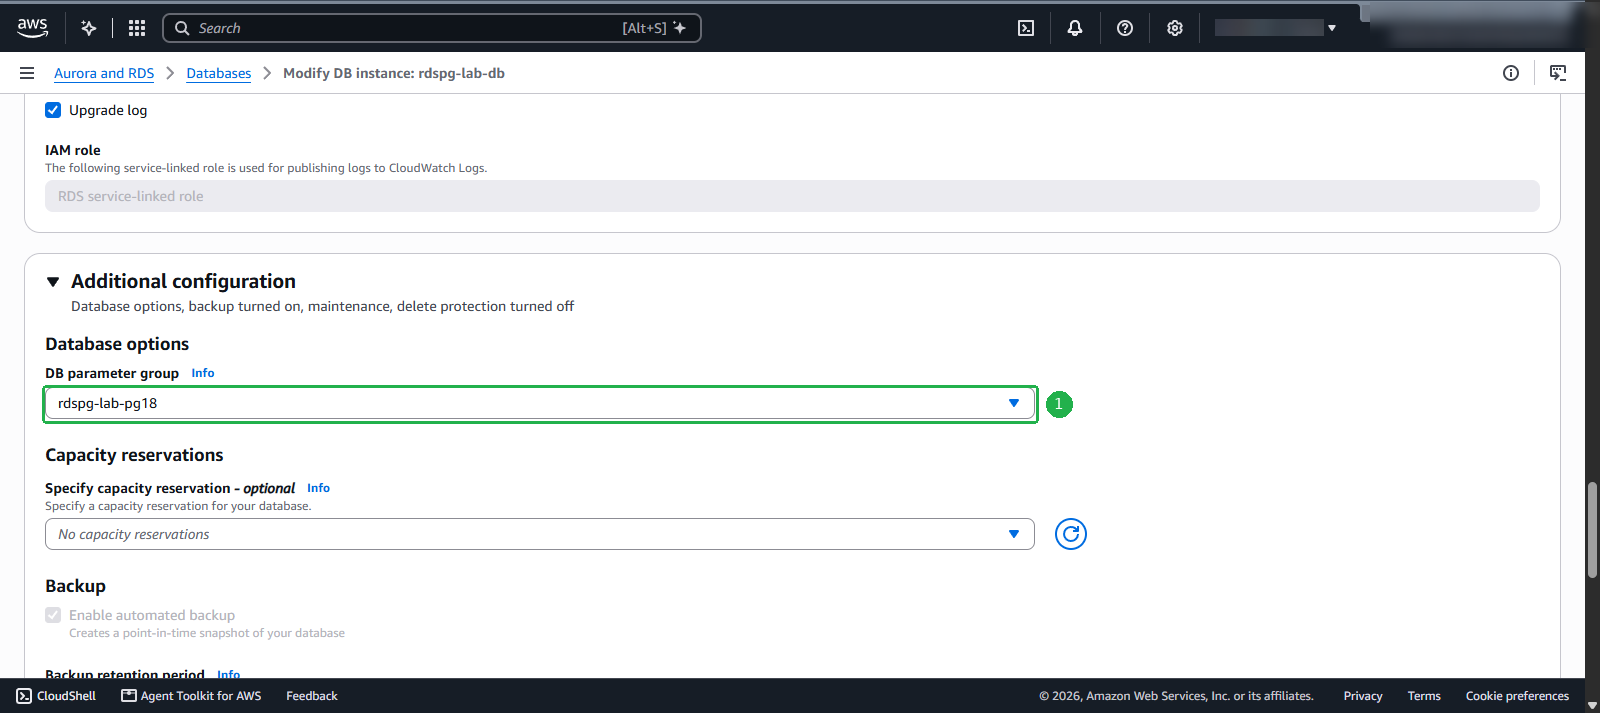 aws
Search
[Alt+S]
Aurora and RDS
Databases
Modify DB instance: rdspg-lab-db
Upgrade log
IAM role
The following service-linked role is used for publishing logs to CloudWatch Logs.
RDS service-linked role
Additional configuration
Database options, backup turned on, maintenance, delete protection turned off
Database options
DB parameter group Info
rdspg-lab-pg18
1
Capacity reservations
Specify capacity reservation - optional Info
Specify a capacity reservation for your database.
No capacity reservations
Backup
Enable automated backup
Creates a point-in-time snapshot of your database
Backup retention period Info
CloudShell
Agent Toolkit for AWS
Feedback
© 2026, Amazon Web Services, Inc. or its affiliates.
Privacy
Terms
Cookie preferences